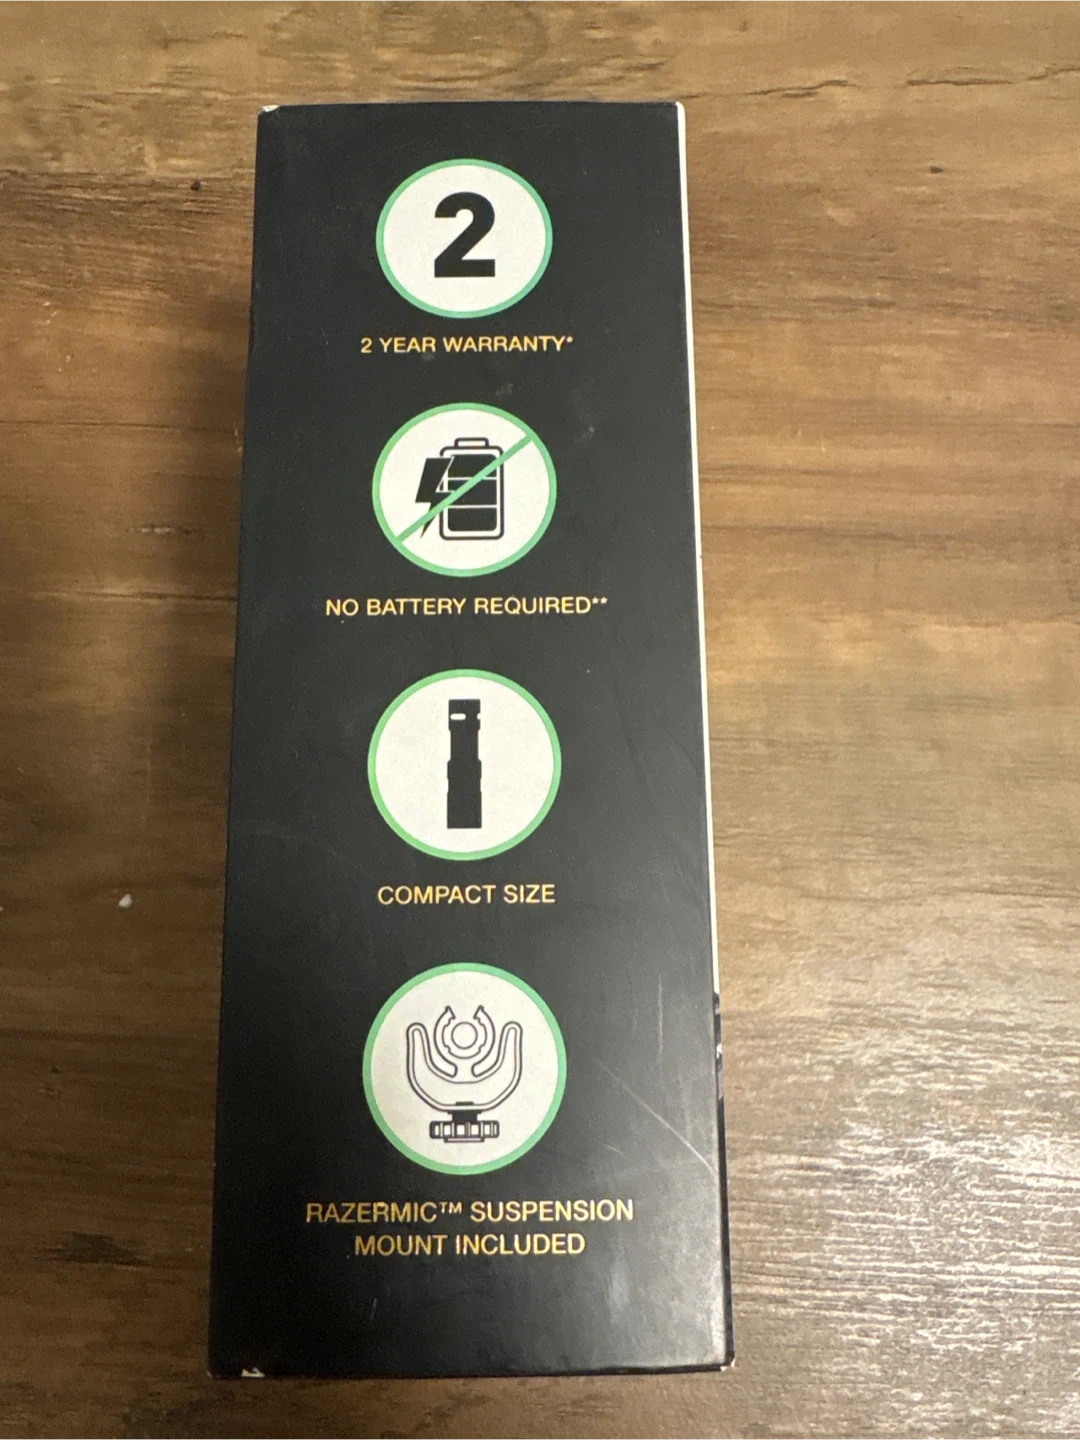 2
2 YEAR WARRANTY*
NO BATTERY REQUIRED**
COMPACT SIZE
RAZERMIC™ SUSPENSION
MOUNT INCLUDED